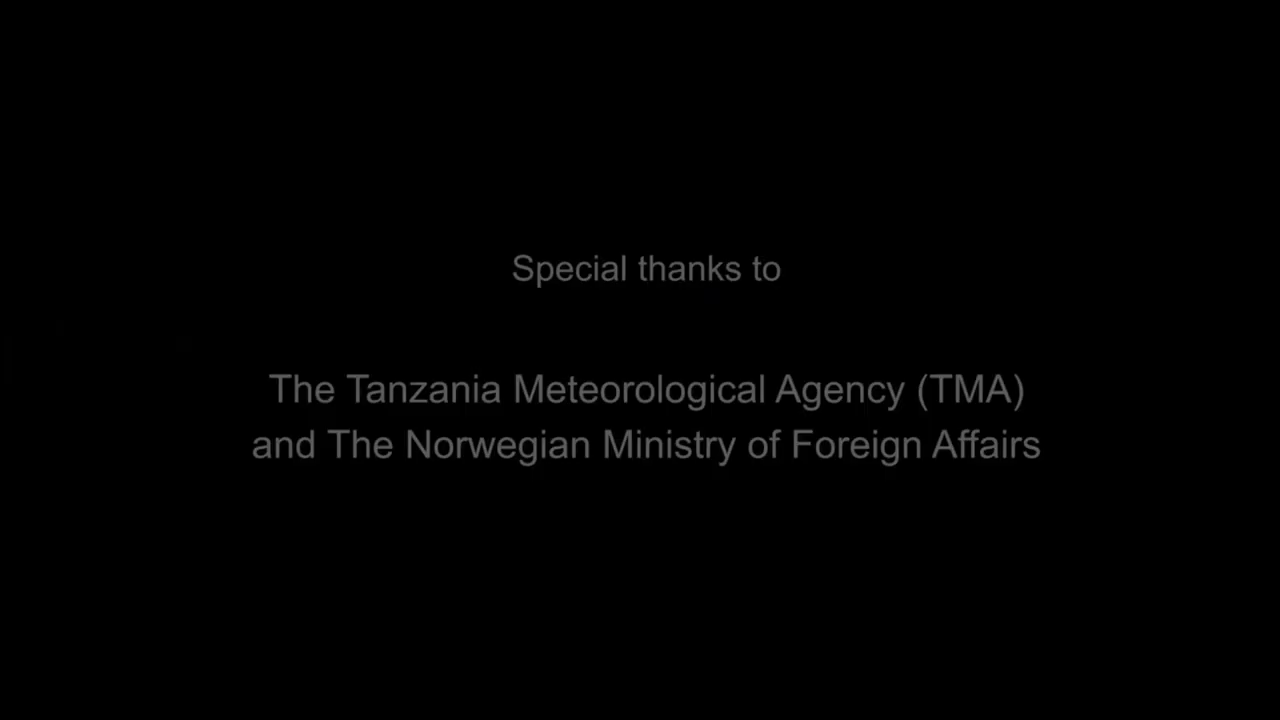 Special thanks to
The Tanzania Meteorological Agency (TMA)
and The Norwegian Ministry of Foreign Affairs